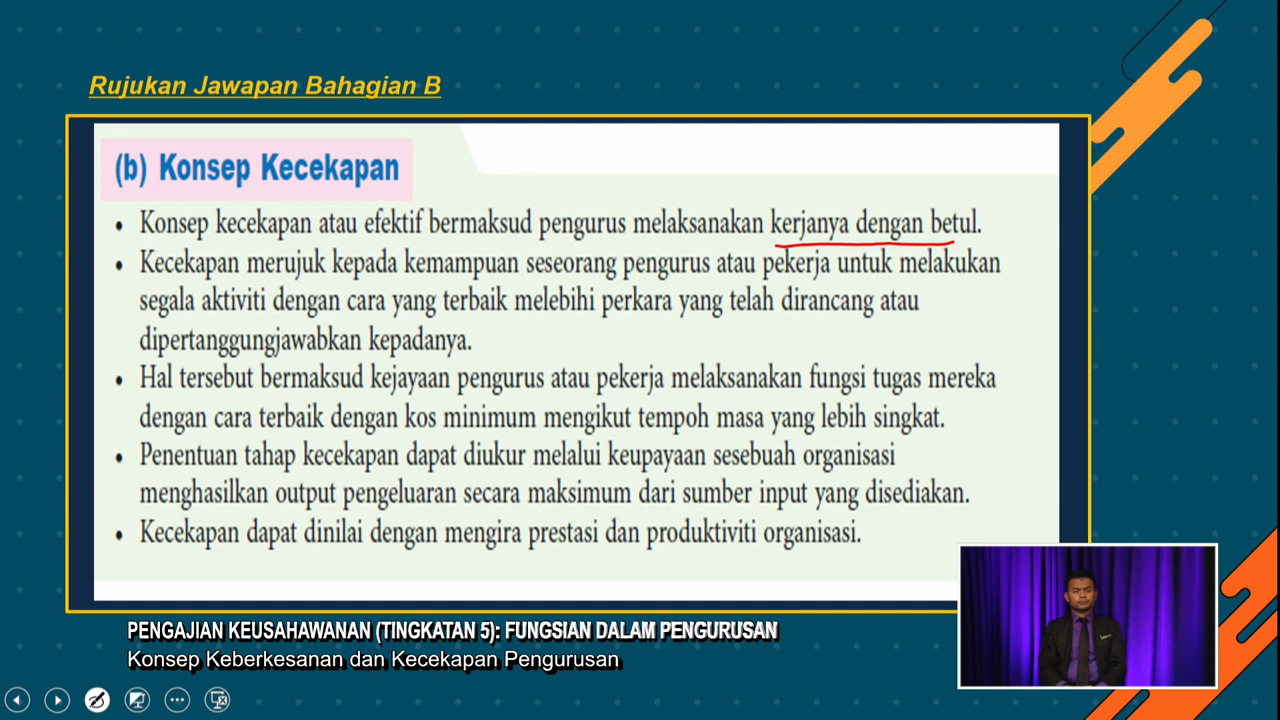 Rujukan Jawapan Bahagian B
(b) Konsep Kecekapan
• Konsep kecekapan atau efektif bermaksud pengurus melaksanakan kerjanya dengan betul.
• Kecekapan merujuk kepada kemampuan seseorang pengurus atau pekerja untuk melakukan
segala aktiviti dengan cara yang terbaik melebihi perkara yang telah dirancang atau
dipertanggungjawabkan kepadanya.
• Hal tersebut bermaksud kejayaan pengurus atau pekerja melaksanakan fungsi tugas mereka
dengan cara terbaik dengan kos minimum mengikut tempoh masa yang lebih singkat.
• Penentuan tahap kecekapan dapat diukur melalui keupayaan sesebuah organisasi
menghasilkan output pengeluaran secara maksimum dari sumber input yang disediakan.
• Kecekapan dapat dinilai dengan mengira prestasi dan produktiviti organisasi.
PENGAJIAN KEUSAHAWANAN (TINGKATAN 5): FUNGSIAN DALAM PENGURUSAN
Konsep Keberkesanan dan Kecekapan Pengurusan